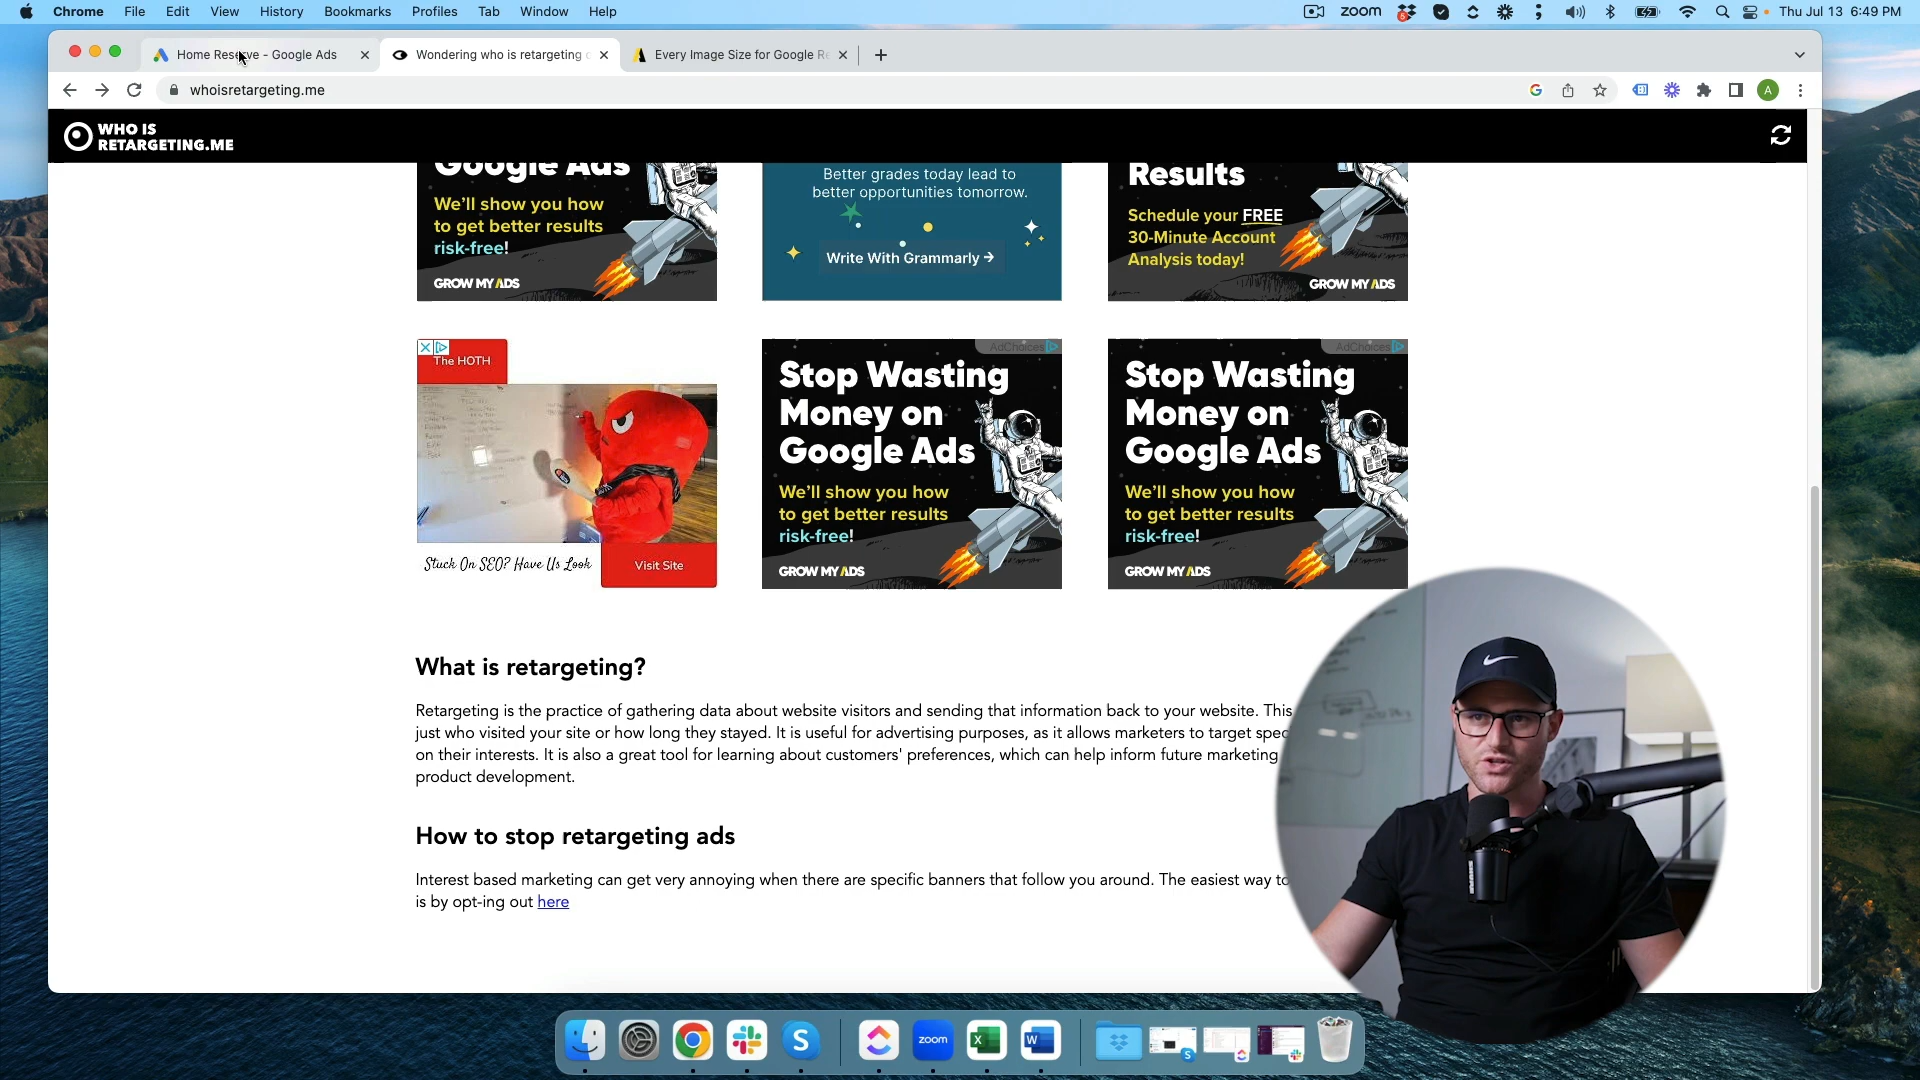 Chrome File Edit View History Bookmarks Profiles Tab Window Help
zoom
Thu Jul 13 6:49 PM
Home Reserve - Google Ads
Wondering who is retargeting
Every Image Size for Google Re
whoisretargeting.me
A
WHO IS
RETARGETING.ME
Google Ads
We'll show you how
to get better results
risk-free!
GROW MY ADS
Better grades today lead to
better opportunities tomorrow.
Write With Grammarly →
Results
Schedule your FREE
30-Minute Account
Analysis today!
GROW MY ADS
The HOTH
Stuck On SEO? Have Us Look
Visit Site
AdChoices
Stop Wasting
Money on
Google Ads
We'll show you how
to get better results
risk-free!
GROW MY ADS
AdChoices
Stop Wasting
Money on
Google Ads
We'll show you how
to get better results
risk-free!
GROW MY ADS
What is retargeting?
Retargeting is the practice of gathering data about website visitors and sending that information back to your website. This
just who visited your site or how long they stayed. It is useful for advertising purposes, as it allows marketers to target spec
on their interests. It is also a great tool for learning about customers' preferences, which can help inform future marketing
product development.
How to stop retargeting ads
Interest based marketing can get very annoying when there are specific banners that follow you around. The easiest way to
is by opt-ing out here
zoom